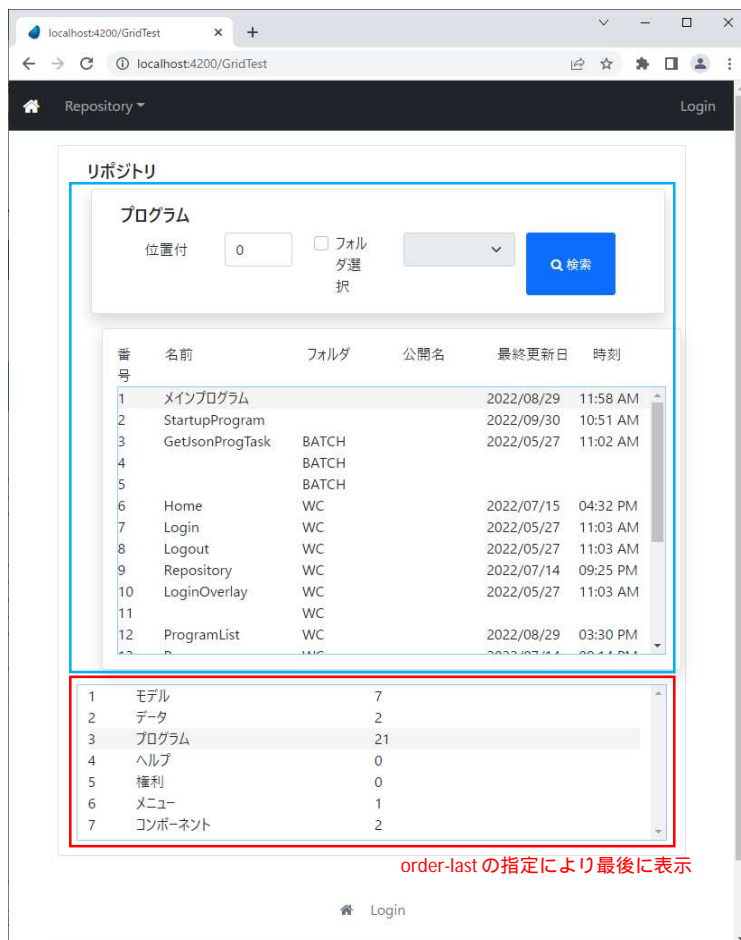 localhost:4200/GridTest
localhost:4200/GridTest
Repository Login
リポジトリ
プログラム
位置付 0 フォル
ダ選
択
検索
番
号
名前 フォルダ 公開名 最終更新日 時刻
1 メインプログラム 2022/08/29 11:58 AM
2 StartupProgram 2022/09/30 10:51 AM
3 GetJsonProgTask BATCH 2022/05/27 11:02 AM
4 BATCH
5 BATCH
6 Home WC 2022/07/15 04:32 PM
7 Login WC 2022/05/27 11:03 AM
8 Logout WC 2022/05/27 11:03 AM
9 Repository WC 2022/07/14 09:25 PM
10 LoginOverlay WC 2022/05/27 11:03 AM
11 WC
12 ProgramList WC 2022/08/29 03:30 PM
1 モデル 7
2 データ 2
3 プログラム 21
4 ヘルプ 0
5 権利 0
6 メニュー 1
7 コンポーネント 2
order-last の指定により最後に表示
Login